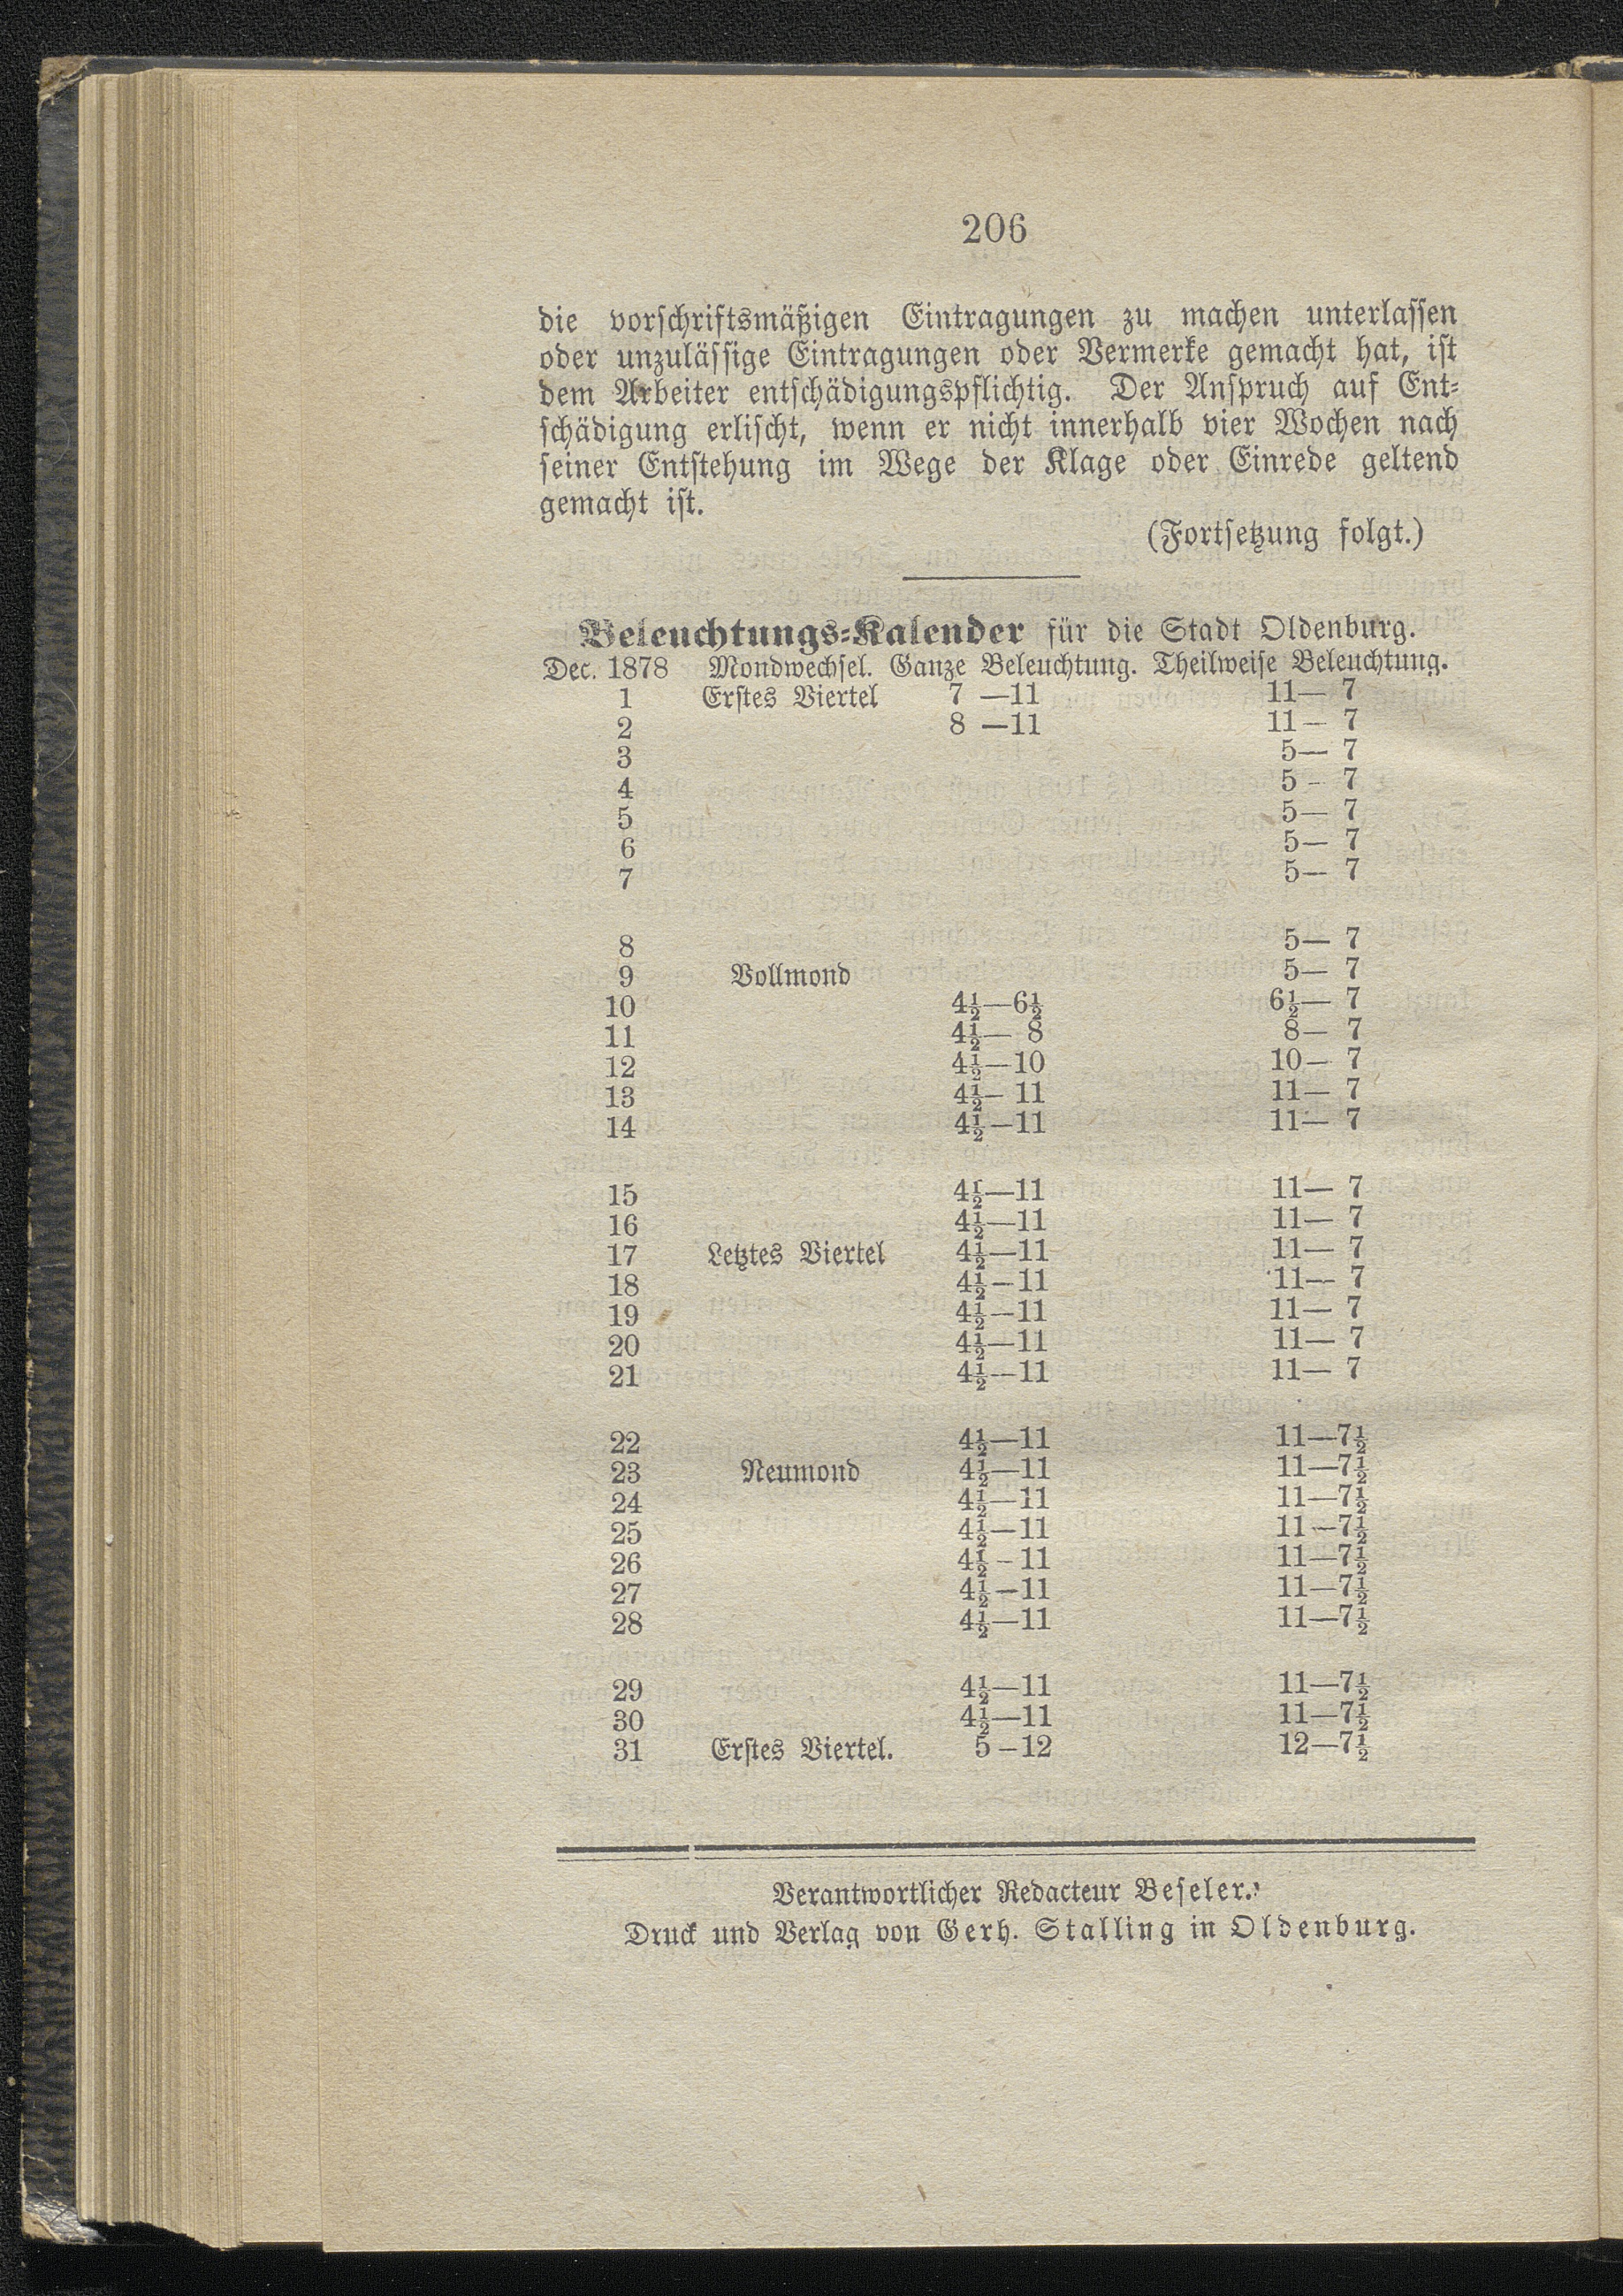 206
die vorschriftsmäßigen Eintragungen zu machen unterlassen
oder unzulässige Eintragungen oder Vermerke gemacht hat, ist
dem Arbeiter entschädigungspflichtig. Der Anspruch auf Ent-
schädigung erlischt, wenn er nicht innerhalb vier Wochen nach
seiner Entstehung im Wege der Klage oder Einrede geltend
gemacht ist.
(Fortsetzung folgt.)
Beleuchtungs-Kalender für die Stadt Oldenburg.
Dec. 1878 Mondwechsel. Ganze Beleuchtung. Theilweise Beleuchtung.
1 Erstes Viertel 7 —11 11— 7
2 8 —11 11— 7
3 5— 7
4 5— 7
5 5— 7
6 5— 7
7 5— 7
8 5— 7
9 Vollmond 5— 7
10 4½—6½ 6½— 7
11 4½— 8 8— 7
12 4½—10 10— 7
13 4½— 11 11— 7
14 4½—11 11— 7
15 4½—11 11— 7
16 4½—11 11— 7
17 Letztes Viertel 4½—11 11— 7
18 4½—11 11— 7
19 4½—11 11— 7
20 4½—11 11— 7
21 4½—11 11— 7
22 4½—11 11—7½
23 Neumond 4½—11 11—7½
24 4½—11 11—7½
25 4½—11 11—7½
26 4½—11 11—7½
27 4½—11 11—7½
28 4½—11 11—7½
29 4½—11 11—7½
30 4½—11 11—7½
31 Erstes Viertel. 5—12 12—7½
Verantwortlicher Redacteur Beseler.
Druck und Verlag von Gerh. Stalling in Oldenburg.